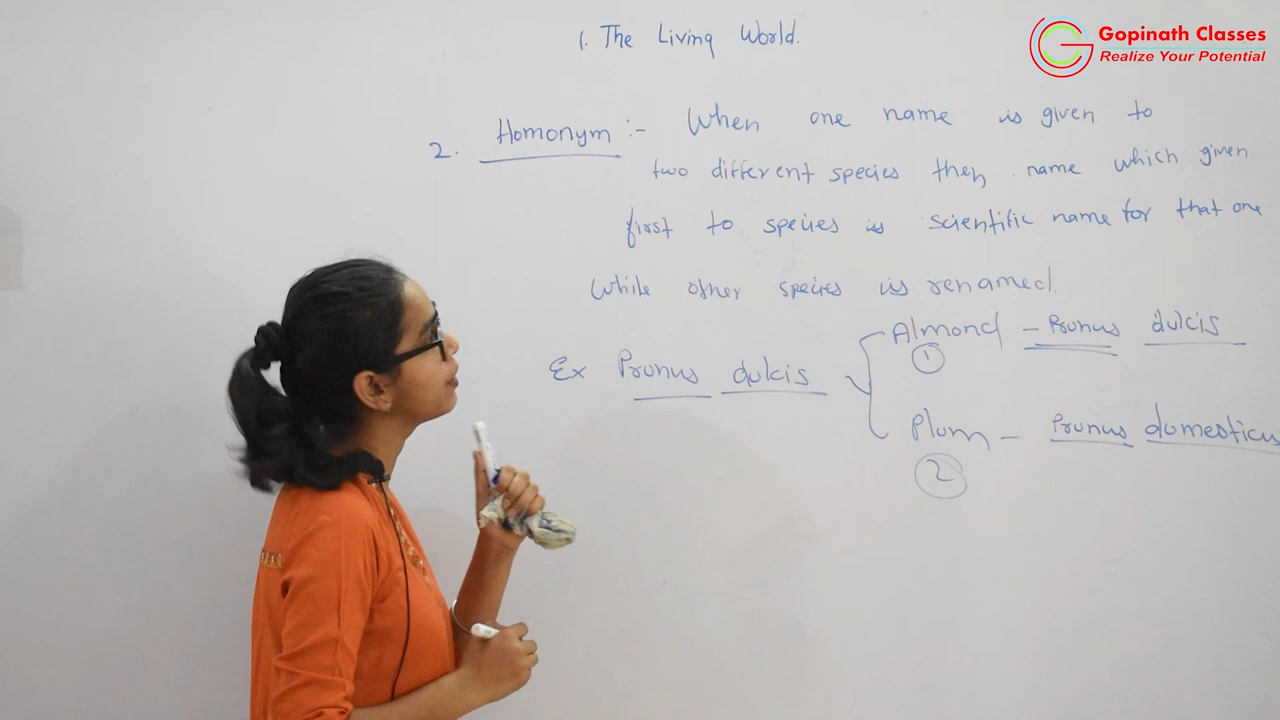 1. The Living World.
Gopinath Classes
Realize Your Potential
2. Homonym :- When one name is given to
two different species then name which given
first to species is scientific name for that one
While other species is renamed.
Ex Prunus dulcis
Almond - Prunus dulcis
1
Plum - Prunus domesticus
2